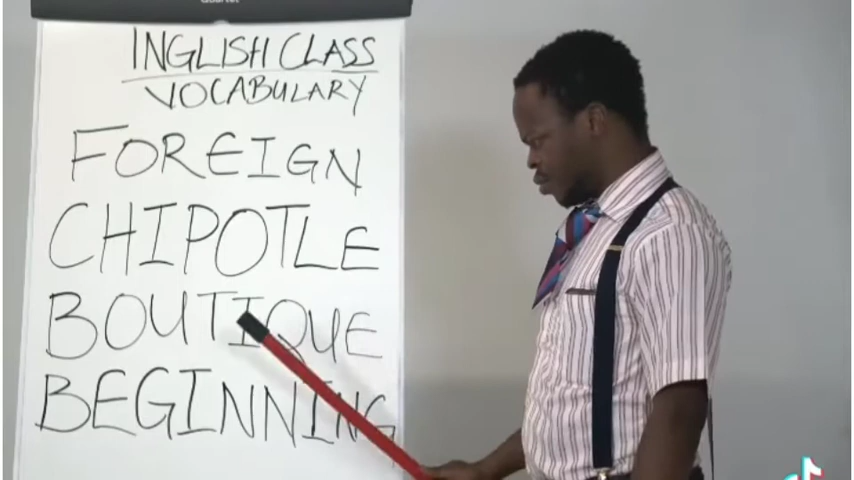 INGLISH CLASS
VOCABULARY
FOREIGN
CHIPOTLE
BOUTIQUE
BEGINNING